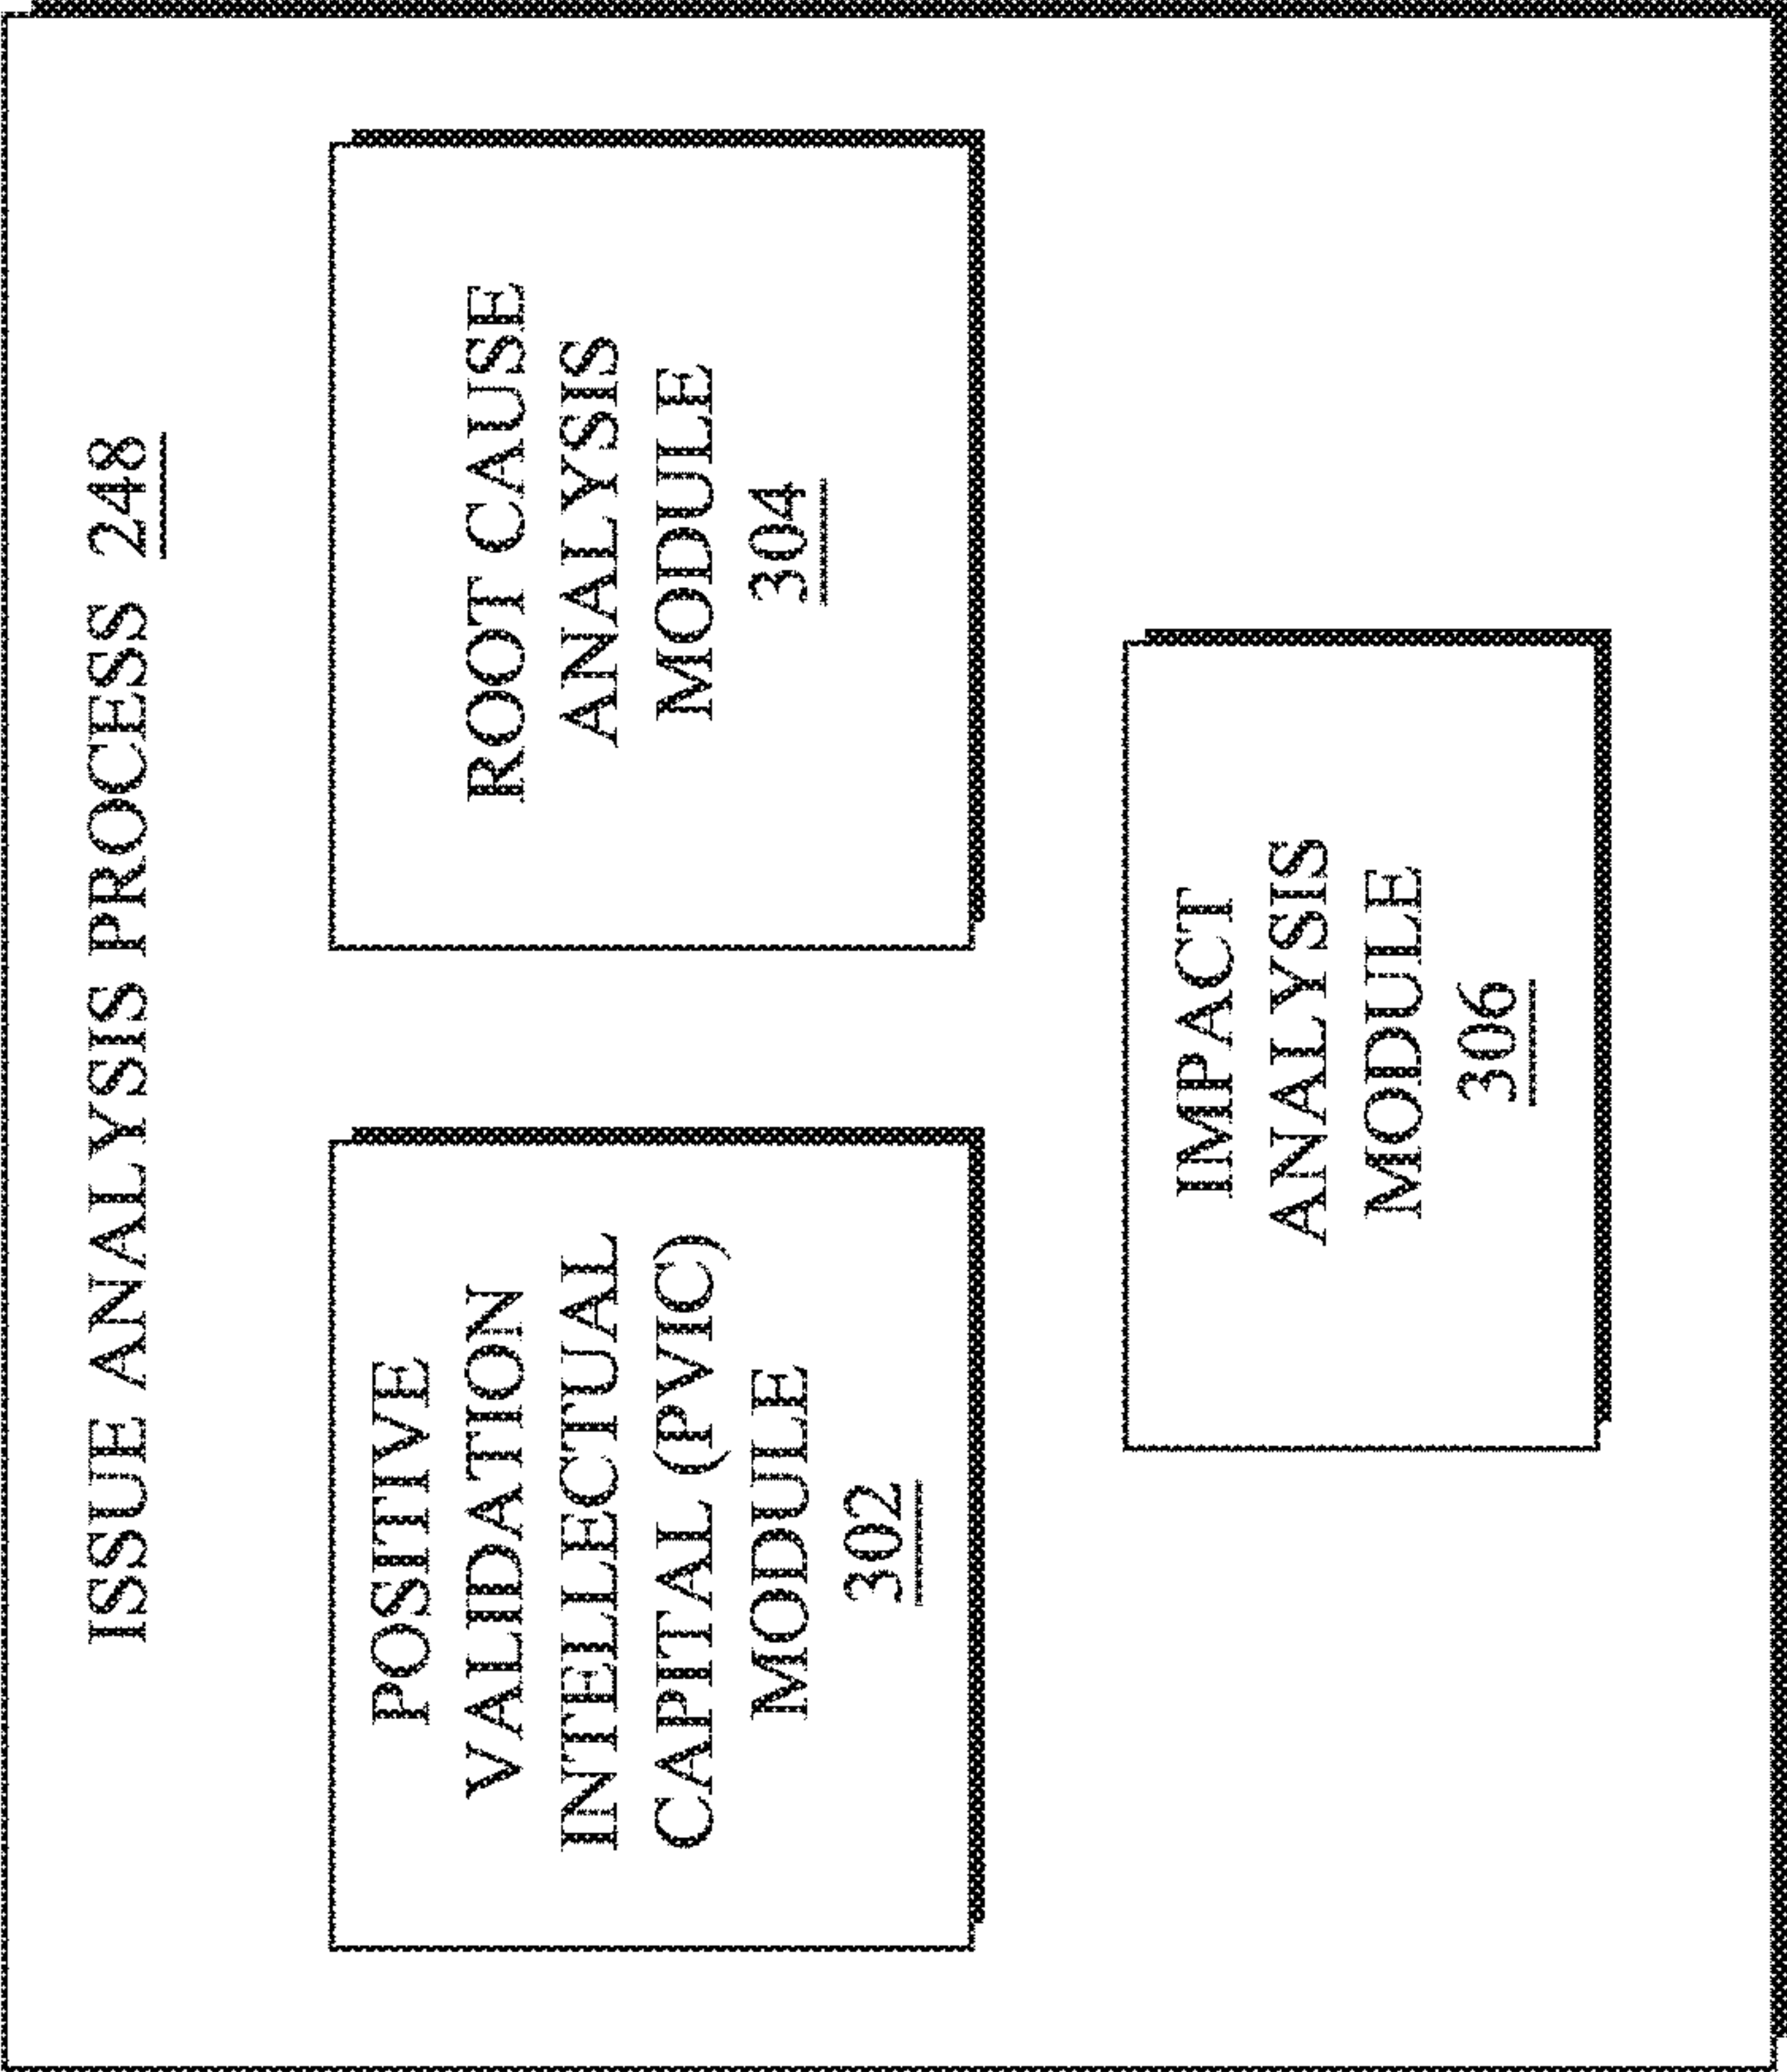 ISSUE ANALYSIS PROCESS 248
POSITIVE
VALIDATION
INTELLECTUAL
CAPITAL (PVIC)
MODULE
302
ROOT CAUSE
ANALYSIS
MODULE
304
IMPACT
ANALYSIS
MODULE
306